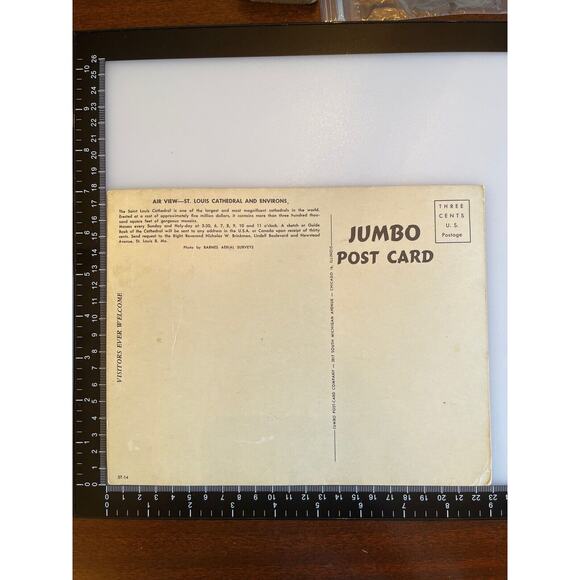 AIR VIEW—ST. LOUIS CATHEDRAL AND ENVIRONS
The Saint Louis Cathedral is one of the largest and most magnificent cathedrals in the world.
Erected at a cost of approximately five million dollars, it contains more than three hundred thou-
sand square feet of gorgeous mosaics.
Masses every Sunday and Holy-day at 5:30, 6, 7, 8, 9, 10 and 11 o'clock. A sketch or Guide
Book of the Cathedral will be sent to any address in the U.S.A. or Canada upon receipt of thirty
cents. Send request to the Right Reverend Nicholas W. Brinkman, Lindell Boulevard and Newstead
Avenue, St. Louis 8, Mo.
Photo by BARNES AERIAL SURVEYS
VISITORS EVER WELCOME
ST-14
JUMBO POST-CARD COMPANY — 201 SOUTH MICHIGAN AVENUE — CHICAGO ILLINOIS
JUMBO
POST CARD
THREE
CENTS
U.S.
Postage